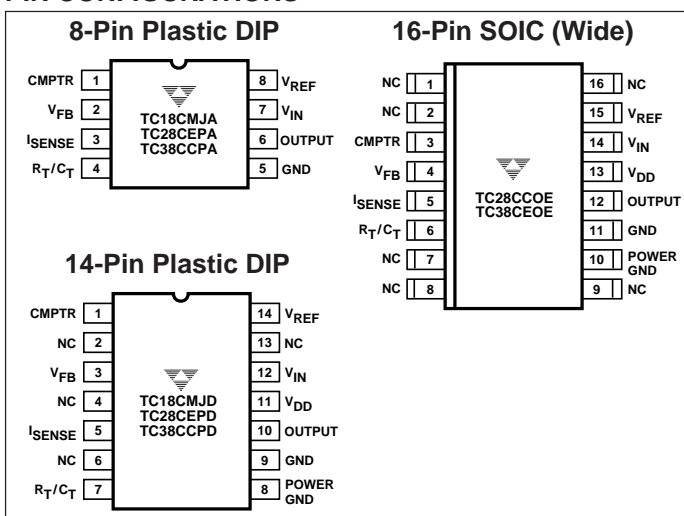 PIN CONFIGURATIONS
8-Pin Plastic DIP
CMPTR 1
VFB 2
ISENSE 3
RT/CT 4
TC18CMJA
TC28CEPA
TC38CCPA
8 VREF
7 VIN
6 OUTPUT
5 GND
16-Pin SOIC (Wide)
NC 1
NC 2
CMPTR 3
VFB 4
ISENSE 5
RT/CT 6
NC 7
NC 8
TC28CCOE
TC38CEOE
16 NC
15 VREF
14 VIN
13 VDD
12 OUTPUT
11 GND
10 POWER
GND
9 NC
14-Pin Plastic DIP
CMPTR 1
NC 2
VFB 3
NC 4
ISENSE 5
NC 6
RT/CT 7
TC18CMJD
TC28CEPD
TC38CCPD
14 VREF
13 NC
12 VIN
11 VDD
10 OUTPUT
9 GND
8 POWER
GND